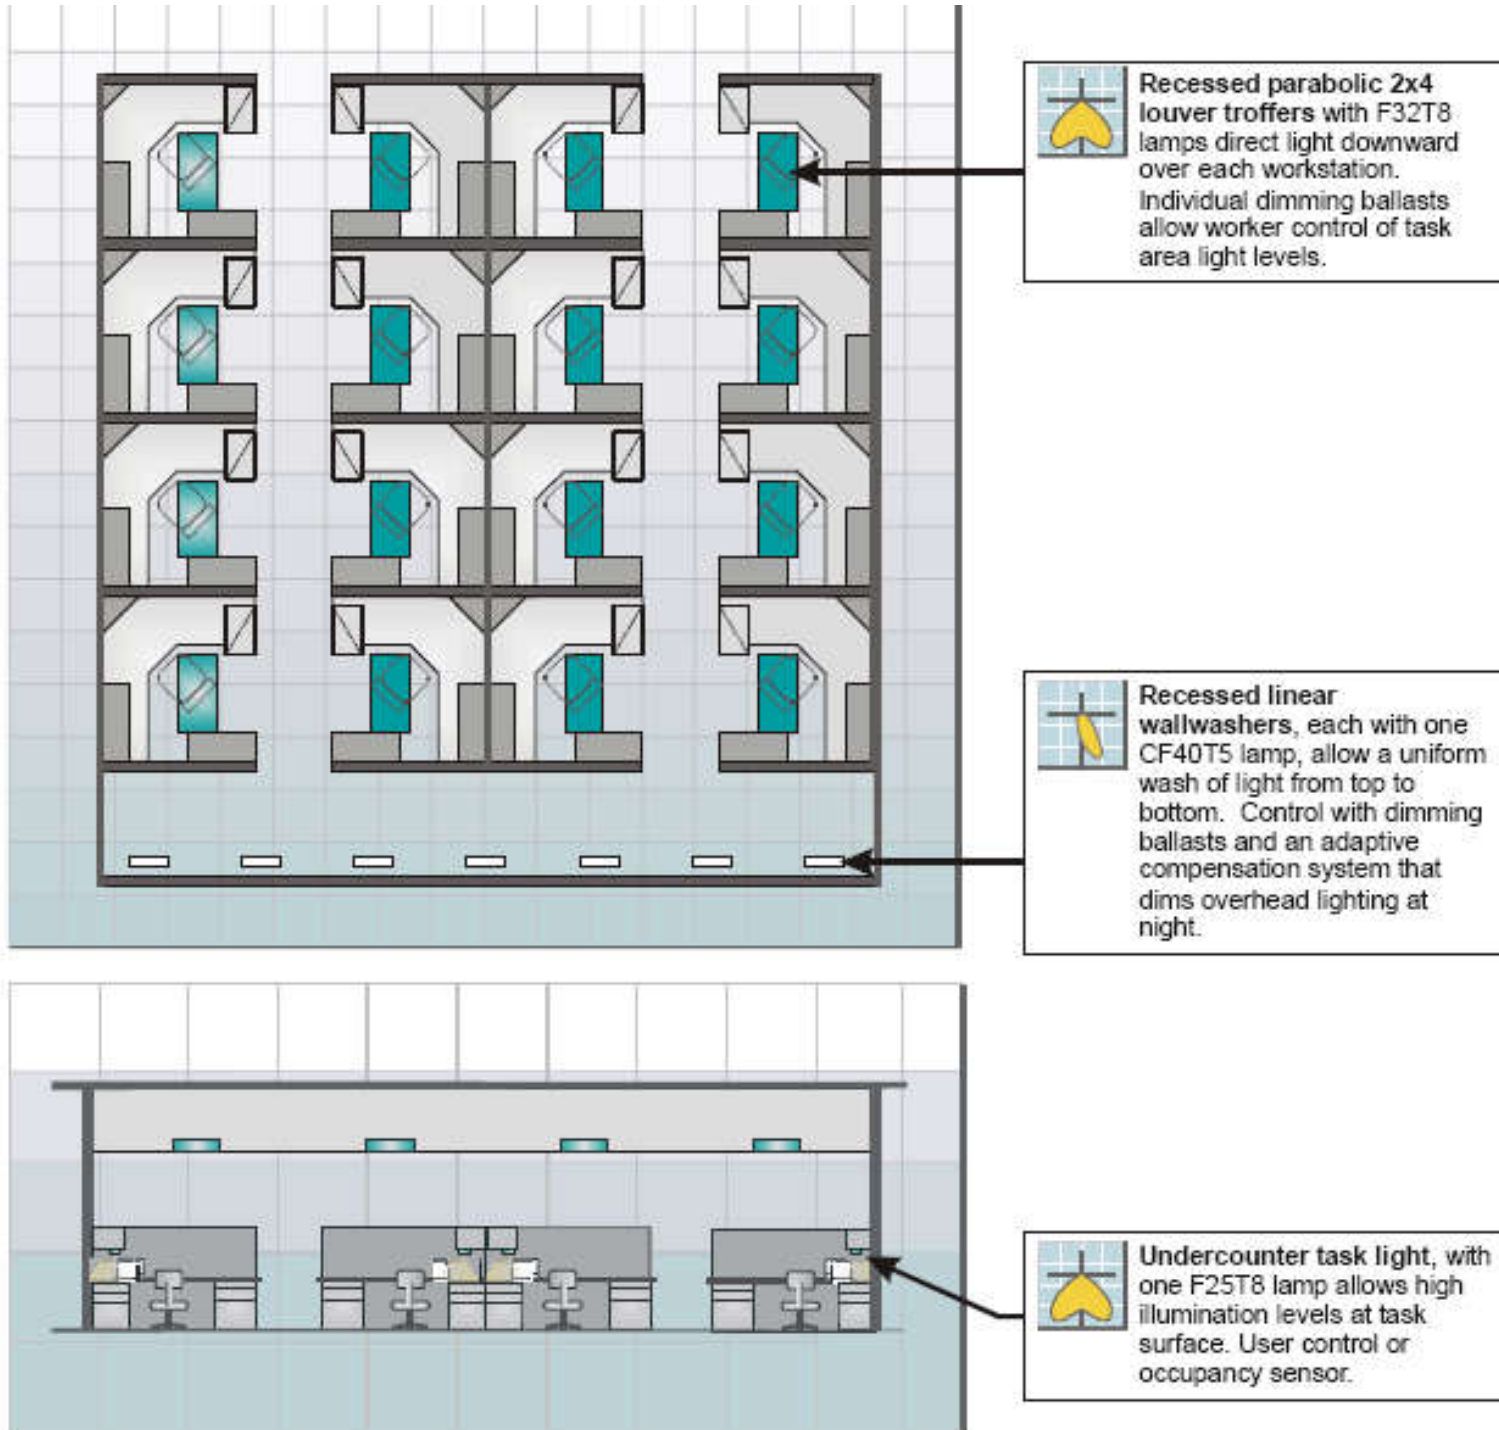 Recessed parabolic 2x4
louver troffers with F32T8
lamps direct light downward
over each workstation.
Individual dimming ballasts
allow worker control of task
area light levels.
Recessed linear
wallwashers, each with one
CF40T5 lamp, allow a uniform
wash of light from top to
bottom. Control with dimming
ballasts and an adaptive
compensation system that
dims overhead lighting at
night.
Undercounter task light, with
one F25T8 lamp allows high
illumination levels at task
surface. User control or
occupancy sensor.